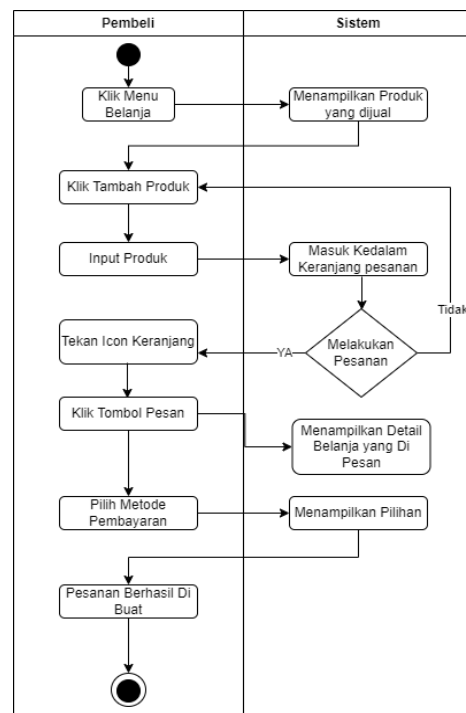 Pembeli
Sistem
Klik Menu
Belanja
Menampilkan Produk
yang dijual
Klik Tambah Produk
Input Produk
Masuk Kedalam
Keranjang pesanan
Tidak
Tekan Icon Keranjang
YA
Melakukan
Pesanan
Klik Tombol Pesan
Menampilkan Detail
Belanja yang Di
Pesan
Pilih Metode
Pembayaran
Menampilkan Pilihan
Pesanan Berhasil Di
Buat